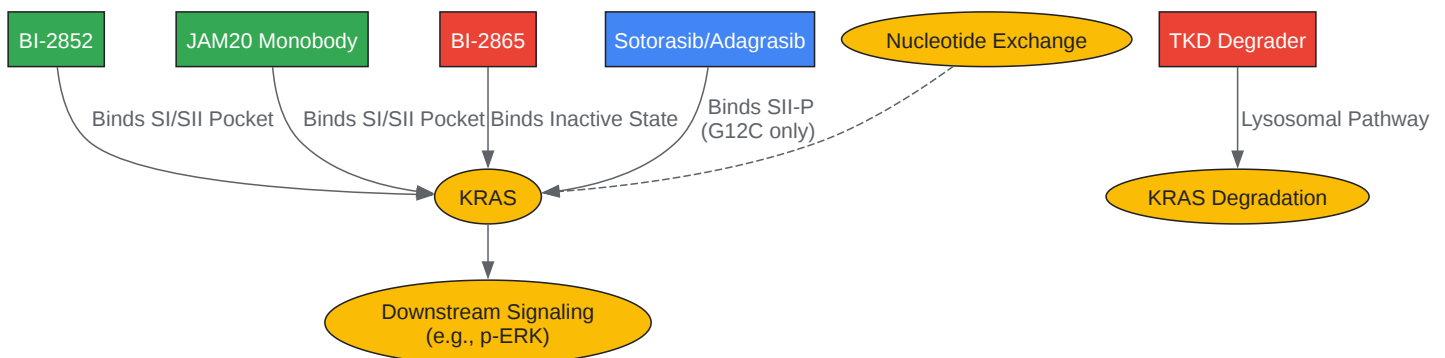 BI-2852
JAM20 Monobody
BI-2865
Sotorasib/Adagrasib
Nucleotide Exchange
TKD Degrader
Binds SI/SII Pocket
Binds SI/SII Pocket
Binds Inactive State
Binds SII-P
(G12C only)
Lysosomal Pathway
KRAS
KRAS Degradation
Downstream Signaling
(e.g., p-ERK)